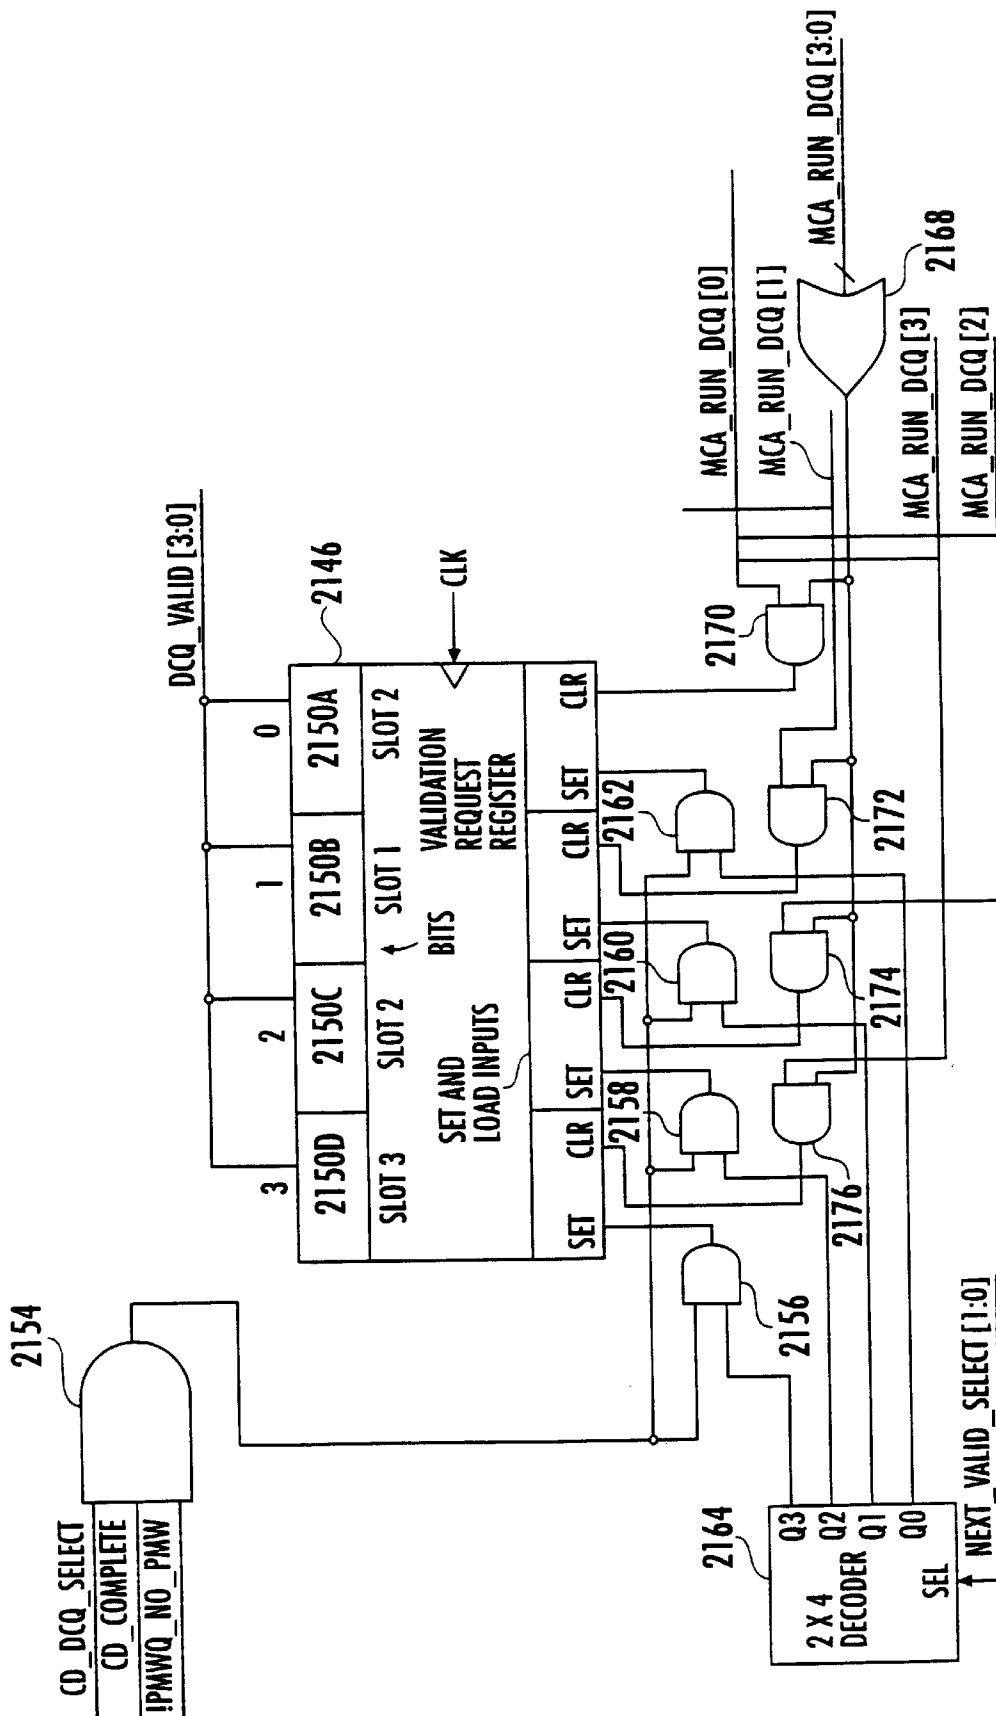 2154
CD_DCQ_SELECT
CD_COMPLETE
!PMWQ_NO_PMW
DCQ_VALID [3:0]
3
2
1
0
2150D
2150C
2150B
2150A
2146
SLOT 3
SLOT 2
SLOT 1
SLOT 2
BITS
SET AND
LOAD INPUTS
VALIDATION
REQUEST
REGISTER
CLK
SET
CLR
SET
CLR
SET
CLR
SET
CLR
2156
2158
2160
2162
2164
Q3
Q2
Q1
Q0
2 X 4
DECODER
SEL
NEXT_VALID_SELECT [1:0]
2176
2174
2172
2170
MCA_RUN_DCQ [0]
MCA_RUN_DCQ [1]
MCA_RUN_DCQ [3:0]
2168
MCA_RUN_DCQ [3]
MCA_RUN_DCQ [2]